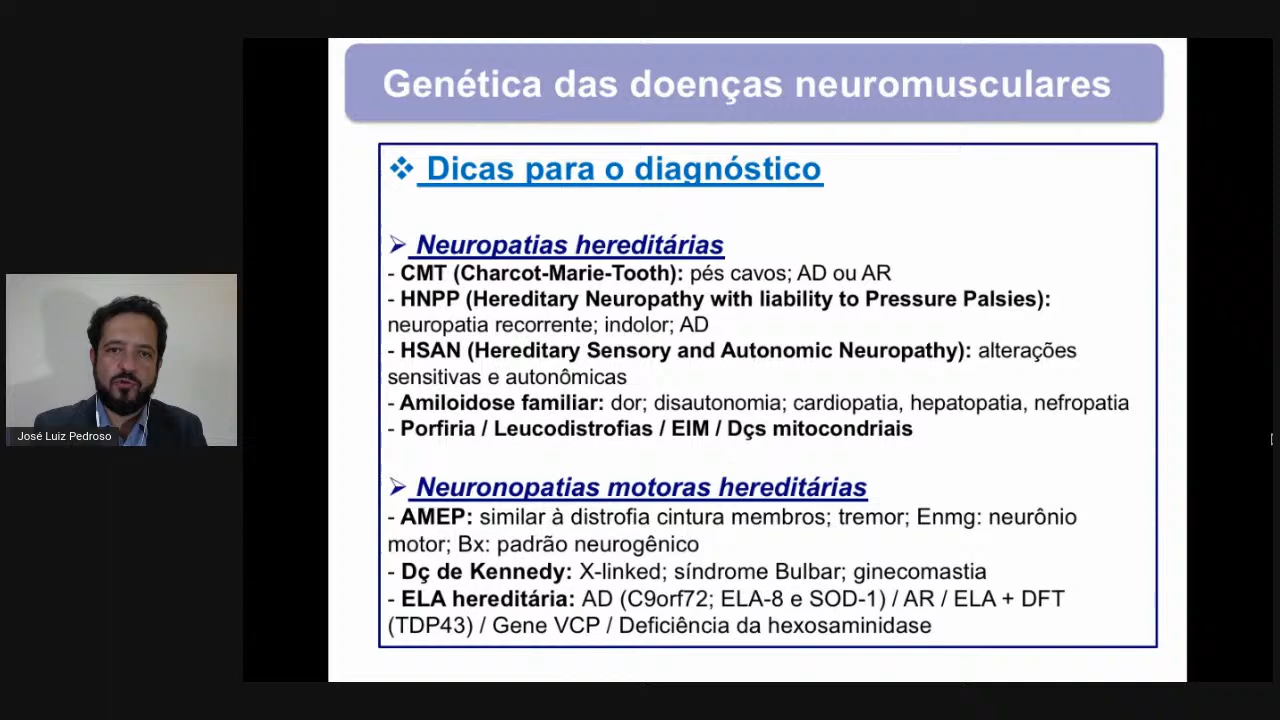 Genética das doenças neuromusculares
❖ Dicas para o diagnóstico
➢ Neuropatias hereditárias
- CMT (Charcot-Marie-Tooth): pés cavos; AD ou AR
- HNPP (Hereditary Neuropathy with liability to Pressure Palsies):
neuropatia recorrente; indolor; AD
- HSAN (Hereditary Sensory and Autonomic Neuropathy): alterações
sensitivas e autonômicas
- Amiloidose familiar: dor; disautonomia; cardiopatia, hepatopatia, nefropatia
- Porfiria / Leucodistrofias / EIM / Dçs mitocondriais
➢ Neuronopatias motoras hereditárias
- AMEP: similar à distrofia cintura membros; tremor; Enmg: neurônio
motor; Bx: padrão neurogênico
- Dç de Kennedy: X-linked; síndrome Bulbar; ginecomastia
- ELA hereditária: AD (C9orf72; ELA-8 e SOD-1) / AR / ELA + DFT
(TDP43) / Gene VCP / Deficiência da hexosaminidase
José Luiz Pedroso